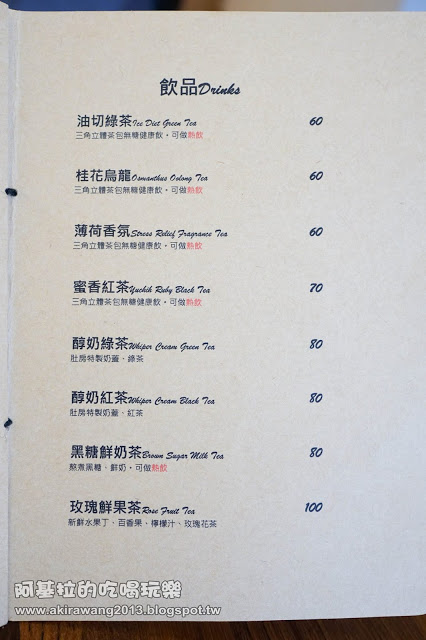 飲品Drinks
油切綠茶Ice Diet Green Tea 60
三角立體茶包無糖健康飲，可做熱飲
桂花烏龍Osmanthus Oolong Tea 60
三角立體茶包無糖健康飲，可做熱飲
薄荷香氛Stress Relief Fragrance Tea 60
三角立體茶包無糖健康飲，可做熱飲
蜜香紅茶Yuchih Ruby Black Tea 70
三角立體茶包無糖健康飲，可做熱飲
醇奶綠茶Whiper Cream Green Tea 80
肚房特製奶蓋、綠茶
醇奶紅茶Whiper Cream Black Tea 80
肚房特製奶蓋、紅茶
黑糖鮮奶茶Brown Sugar Milk Tea 80
熬煮黑糖、鮮奶，可做熱飲
玫瑰鮮果茶Rose Fruit Tea 100
新鮮水果丁、百香果、檸檬汁、玫瑰花茶
阿基拉的吃喝玩樂
www.akirawang2013.blogspot.tw